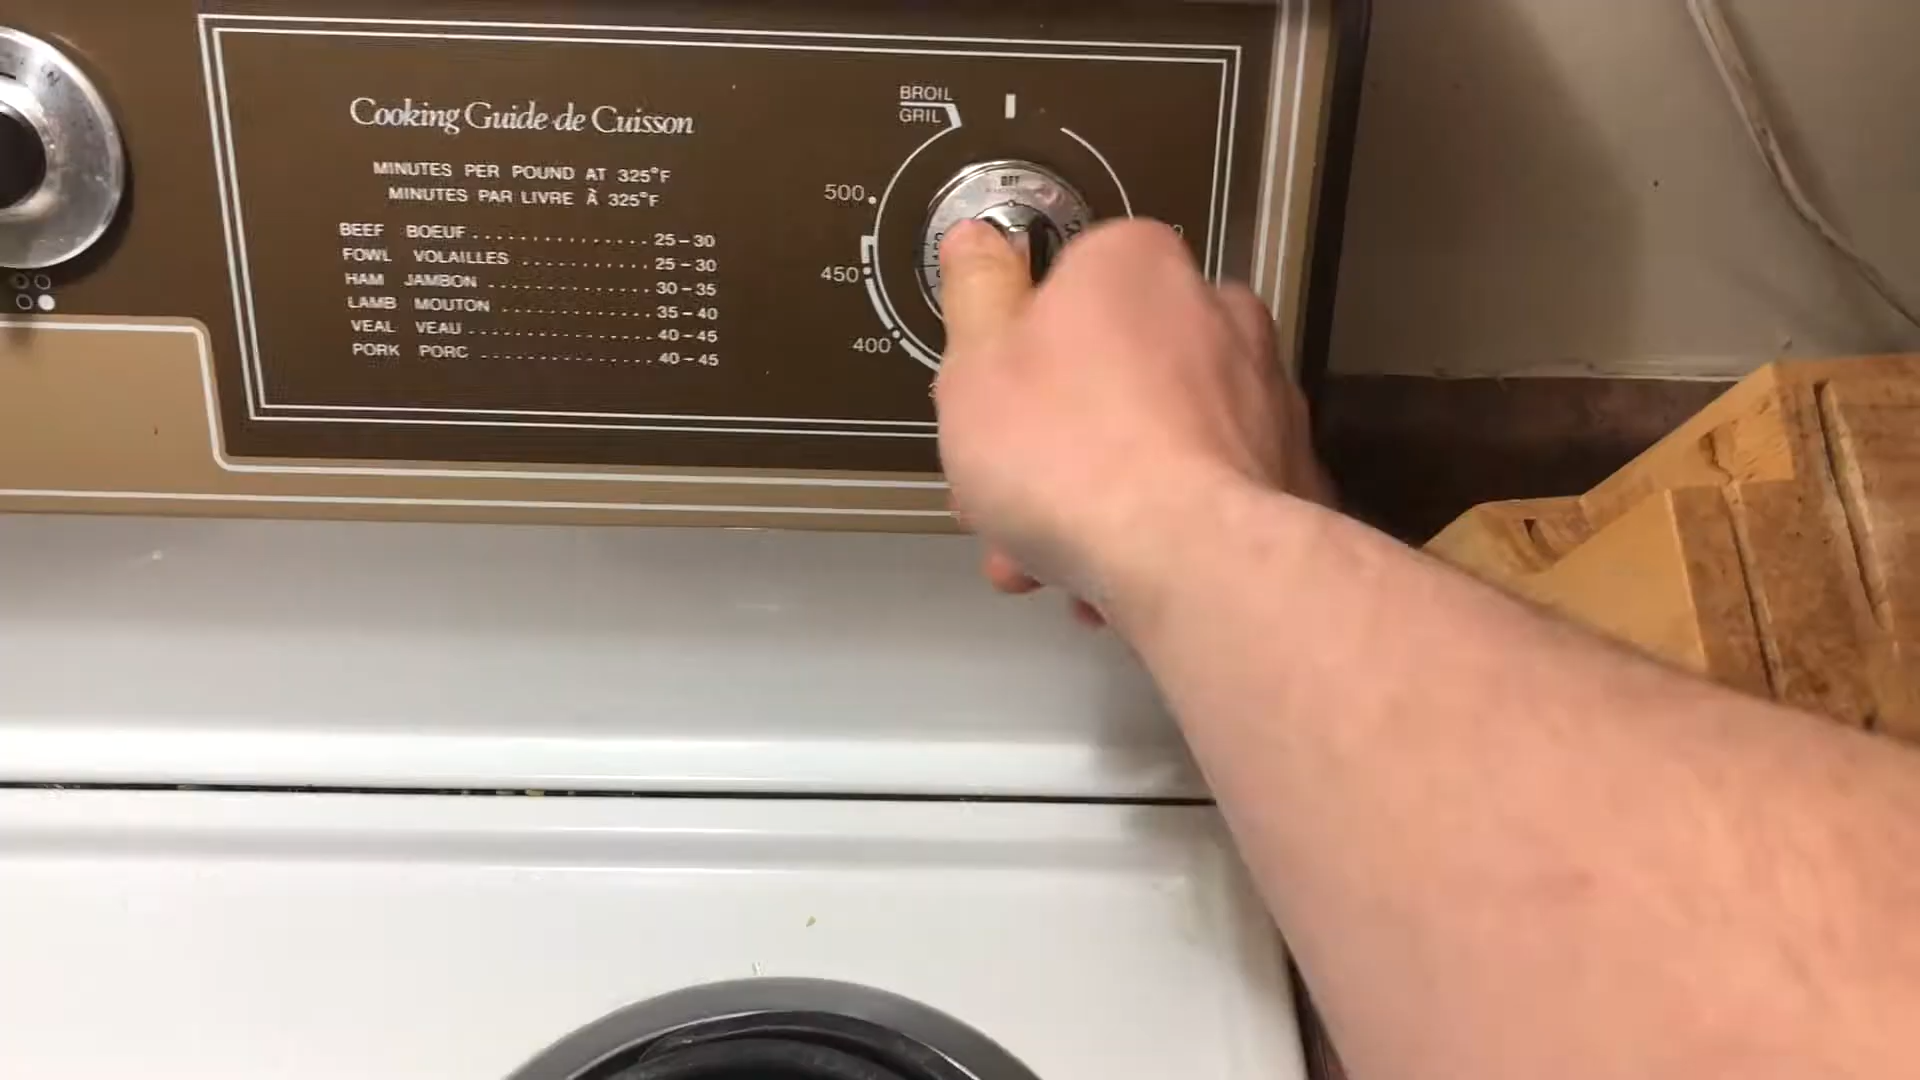 Cooking Guide de Cuisson
MINUTES PER POUND AT 325°F
MINUTES PAR LIVRE À 325°F
BEEF BOEUF . . . . . . . . . . . . . . . 25-30
FOWL VOLAILLES . . . . . . . . . . . 25-30
HAM JAMBON . . . . . . . . . . . . . . 30-35
LAMB MOUTON . . . . . . . . . . . . . 35-40
VEAL VEAU . . . . . . . . . . . . . . . . 40-45
PORK PORC . . . . . . . . . . . . . . . 40-45
BROIL
GRIL
500
450
400
OFF